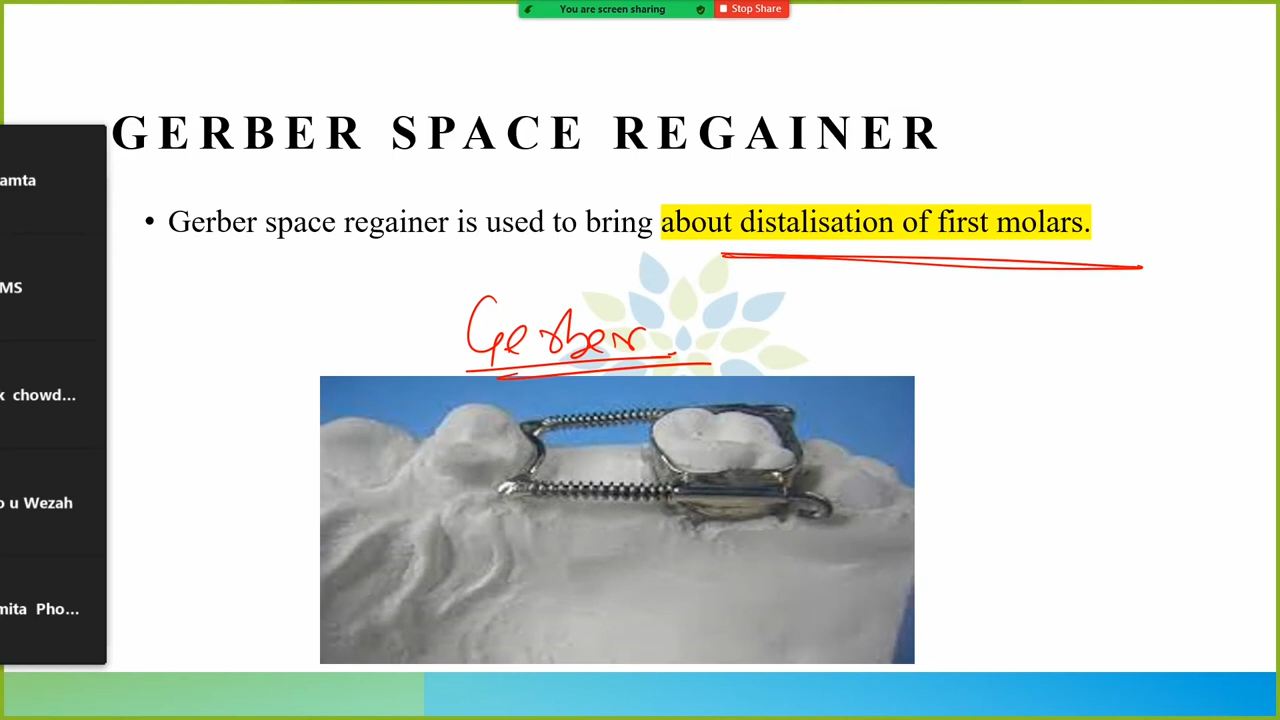 You are screen sharing
Stop Share
GERBER SPACE REGAINER
• Gerber space regainer is used to bring about distalisation of first molars.
Gerber
amta
MS
k chowd...
o u Wezah
mita Pho...